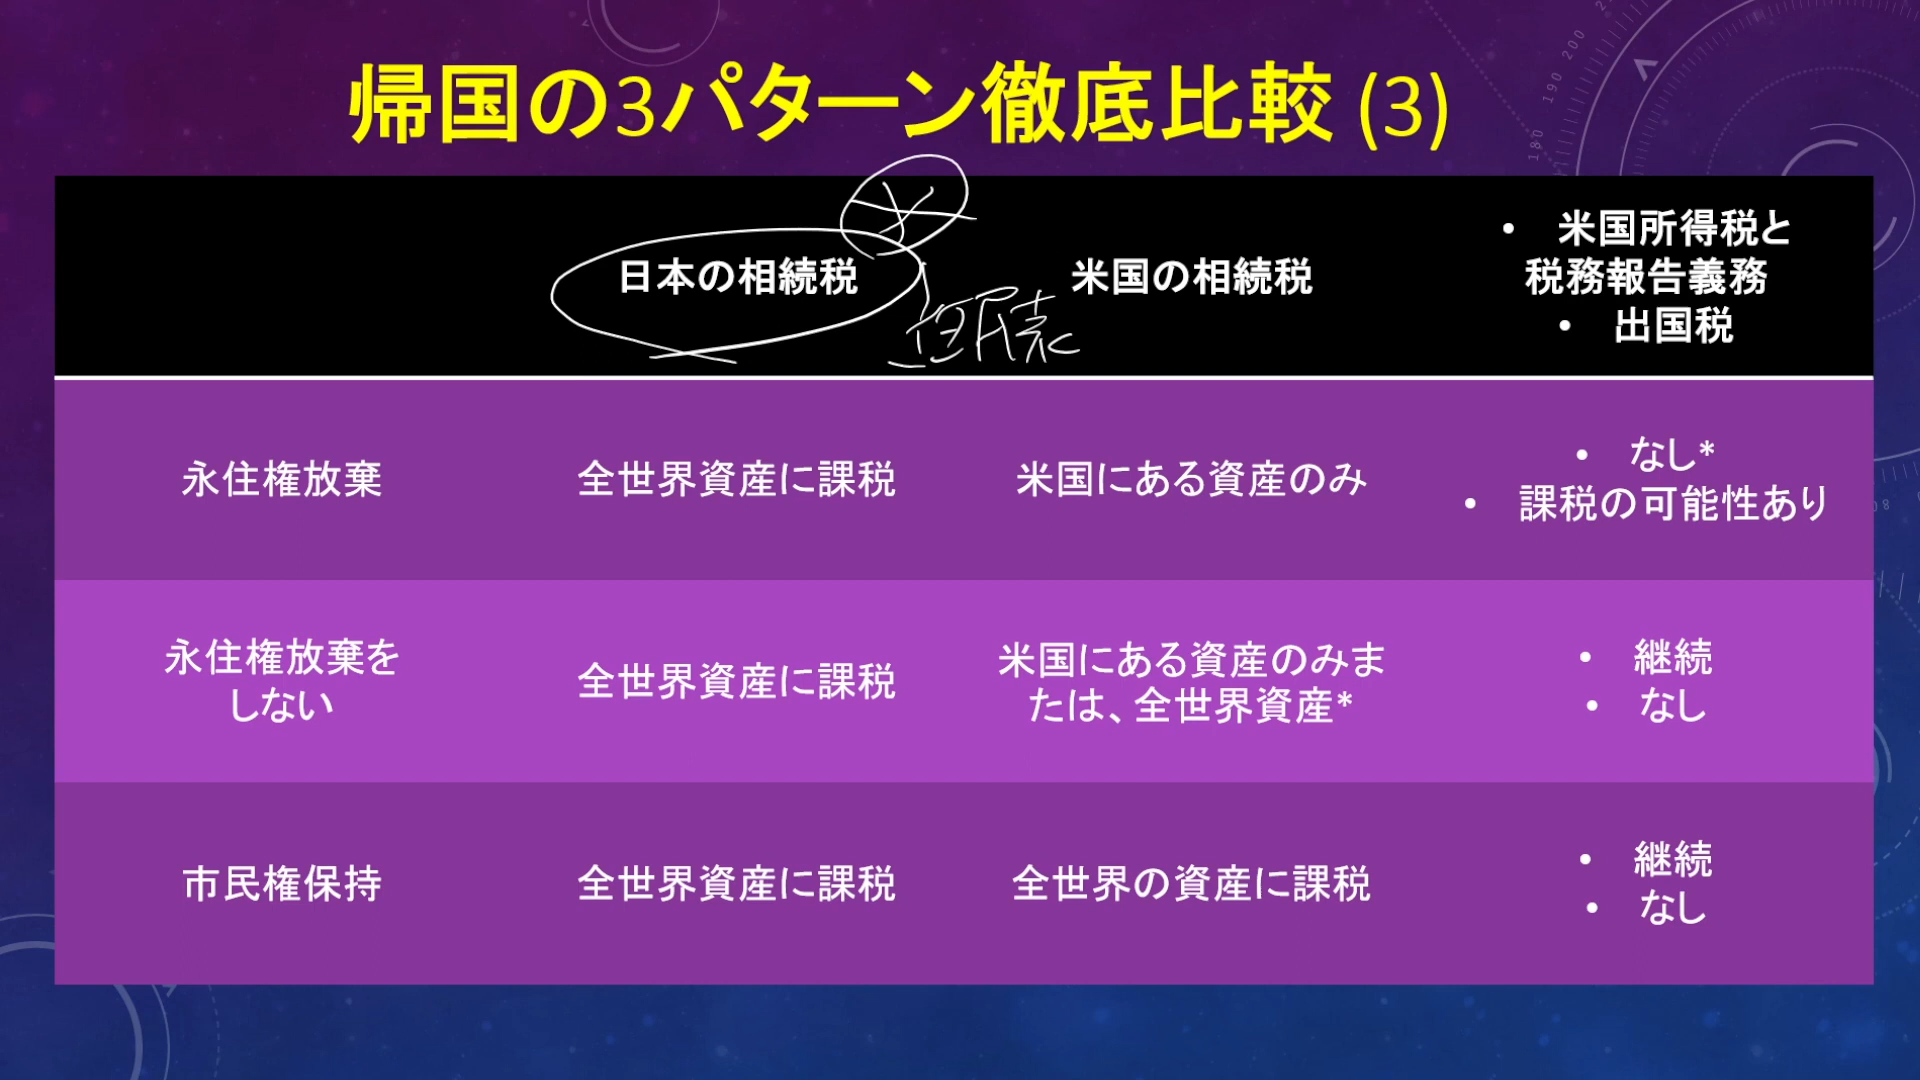 帰国の3パターン徹底比較 (3)
日本の相続税
米国の相続税
• 米国所得税と
税務報告義務
• 出国税
永住権放棄
全世界資産に課税
米国にある資産のみ
• なし*
• 課税の可能性あり
永住権放棄を
しない
全世界資産に課税
米国にある資産のみま
たは、全世界資産*
• 継続
• なし
市民権保持
全世界資産に課税
全世界の資産に課税
• 継続
• なし